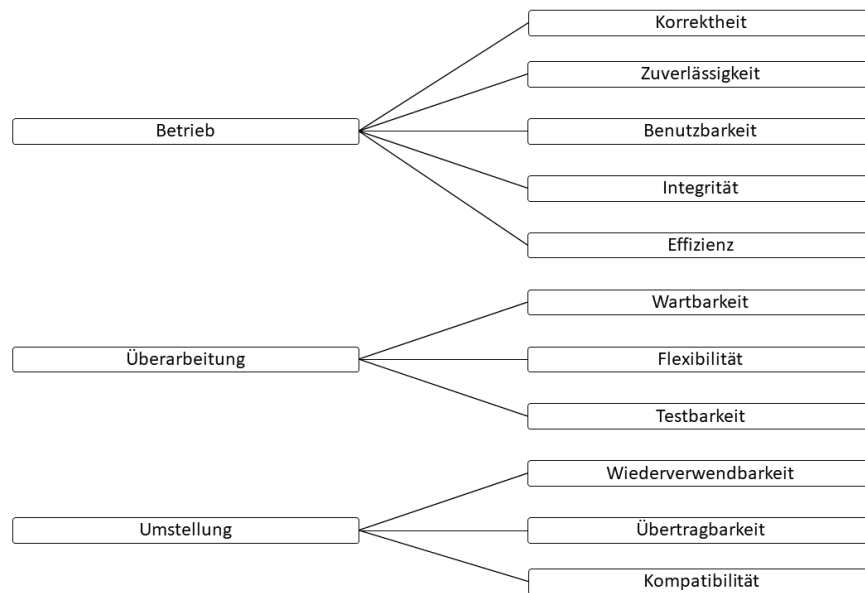 Korrektheit
Zuverlässigkeit
Betrieb
Benutzbarkeit
Integrität
Effizienz
Wartbarkeit
Überarbeitung
Flexibilität
Testbarkeit
Wiederverwendbarkeit
Umstellung
Übertragbarkeit
Kompatibilität